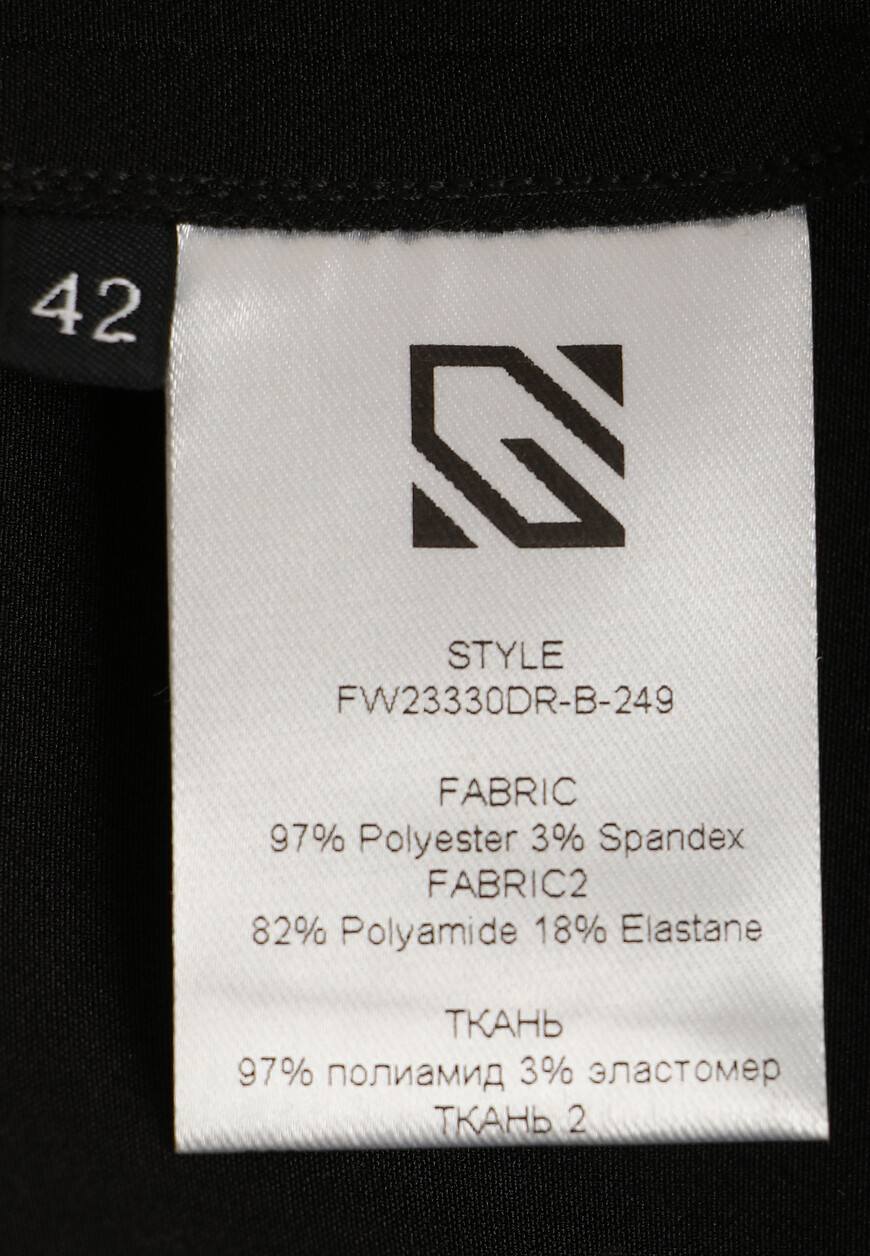 42
STYLE
FW23330DR-B-249
FABRIC
97% Polyester 3% Spandex
FABRIC2
82% Polyamide 18% Elastane
ТКАНЬ
97% полиамид 3% эластомер
ТКАНЬ 2